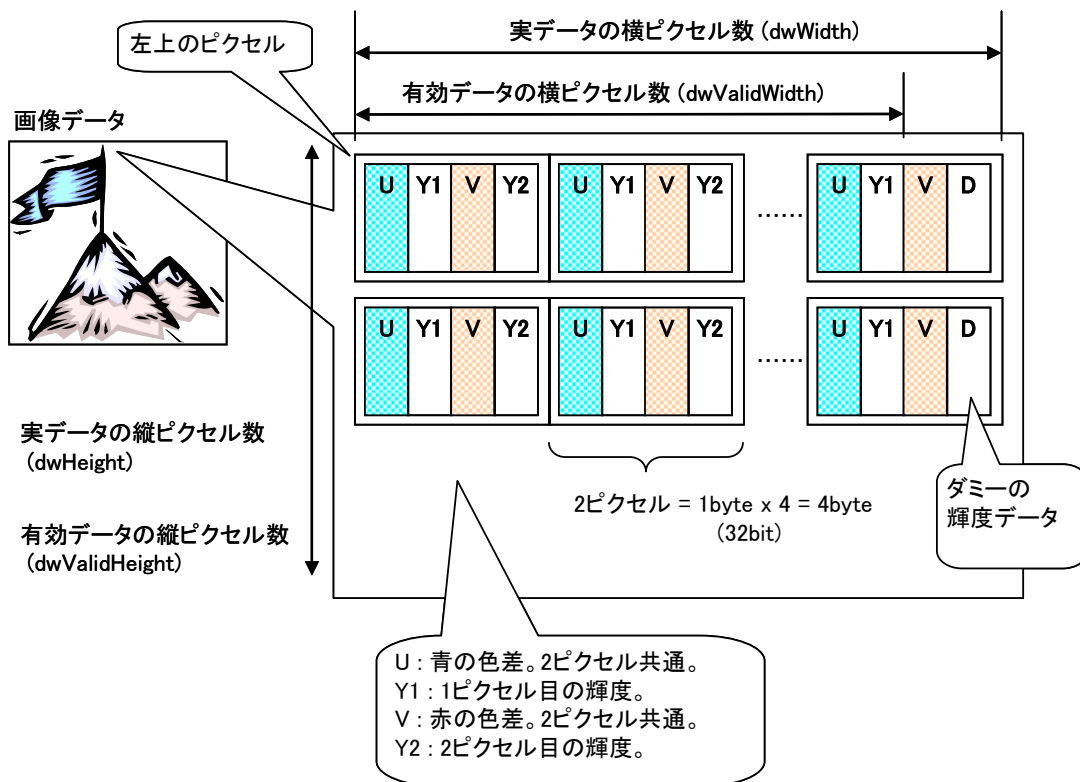 左上のピクセル
実データの横ピクセル数 (dwWidth)
有効データの横ピクセル数 (dwValidWidth)
画像データ
U Y1 V Y2 U Y1 V Y2 ...... U Y1 V D
U Y1 V Y2 U Y1 V Y2 ...... U Y1 V D
実データの縦ピクセル数
(dwHeight)
有効データの縦ピクセル数
(dwValidHeight)
2ピクセル = 1byte x 4 = 4byte
(32bit)
ダミーの
輝度データ
U : 青の色差。2ピクセル共通。
Y1 : 1ピクセル目の輝度。
V : 赤の色差。2ピクセル共通。
Y2 : 2ピクセル目の輝度。